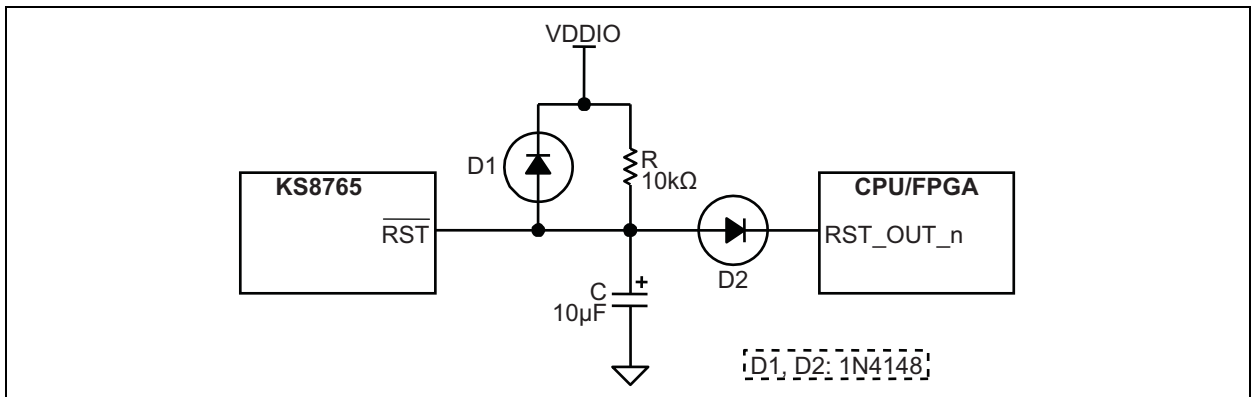 VDDIO
D1
R
10kΩ
KS8765
CPU/FPGA
RST
RST_OUT_n
D2
C
+
10µF
D1, D2: 1N4148